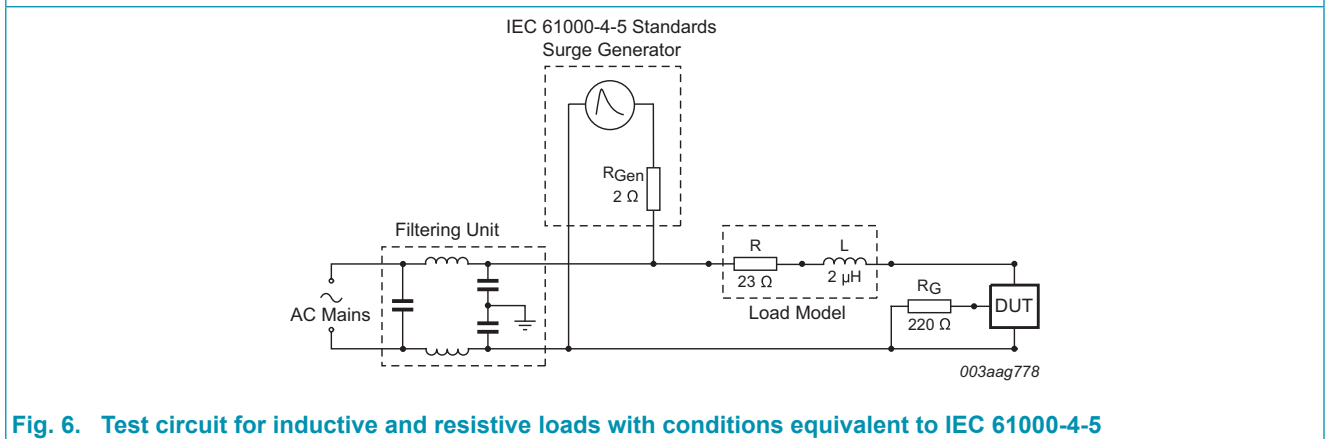 IEC 61000-4-5 Standards
Surge Generator
RGen
2 Ω
Filtering Unit
R
L
23 Ω
2 μH
AC Mains
Load Model
RG
220 Ω
DUT
003aag778
Fig. 6. Test circuit for inductive and resistive loads with conditions equivalent to IEC 61000-4-5